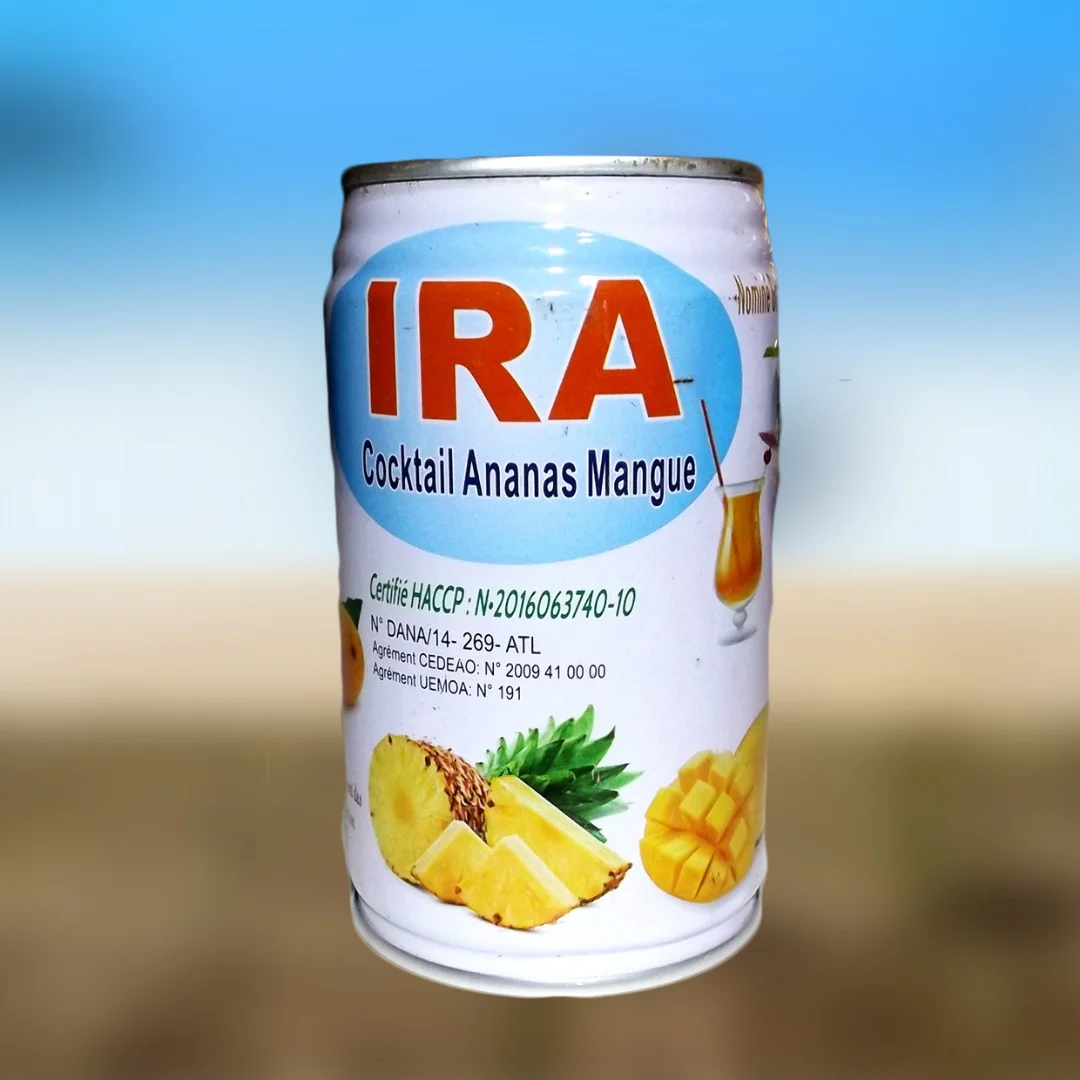 IRA
Nominé
Cocktail Ananas Mangue
Certifié HACCP : N•2016063740-10
N° DANA/14- 269- ATL
Agrément CEDEAO: N° 2009 41 00 00
Agrément UEMOA: N° 191